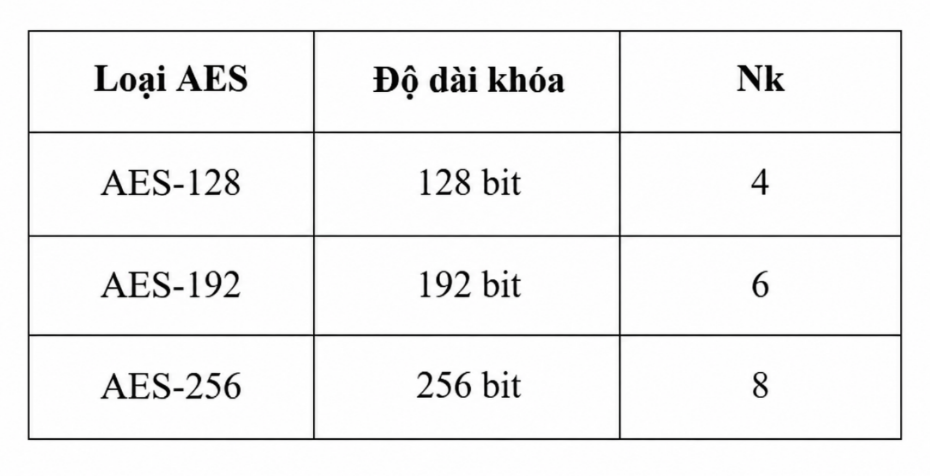 Loại AES Độ dài khóa Nk
AES-128 128 bit 4
AES-192 192 bit 6
AES-256 256 bit 8